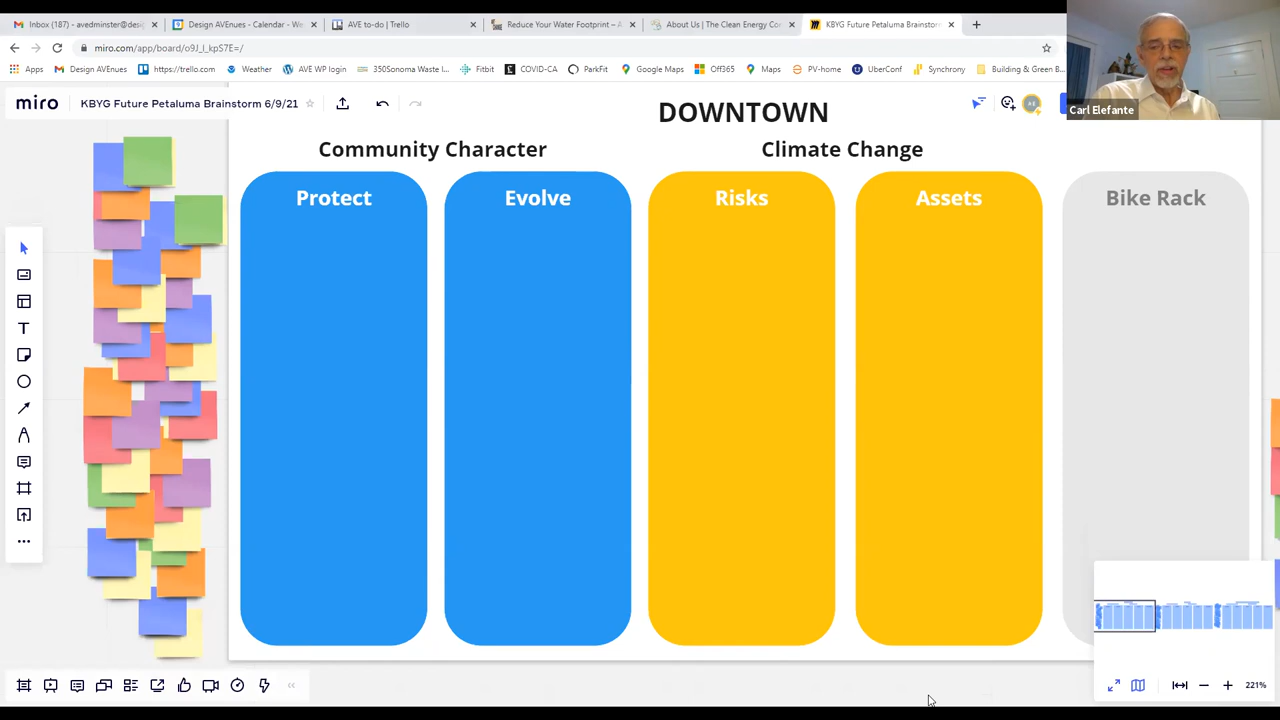 Inbox (187) - avedminster@design
Design AVEnues - Calendar - We
AVE to-do | Trello
Reduce Your Water Footprint – A
About Us | The Clean Energy Co
KBYG Future Petaluma Brainstorm
miro.com/app/board/o9J_l_kpS7E=/
Apps
Design AVEnues
https://trello.com
Weather
AVE WP login
350Sonoma Waste I...
Fitbit
COVID-CA
ParkFit
Google Maps
Off365
Maps
PV-home
UberConf
Synchrony
Building & Green B...
miro
KBYG Future Petaluma Brainstorm 6/9/21
Carl Elefante
DOWNTOWN
Community Character
Climate Change
Protect
Evolve
Risks
Assets
Bike Rack
221%